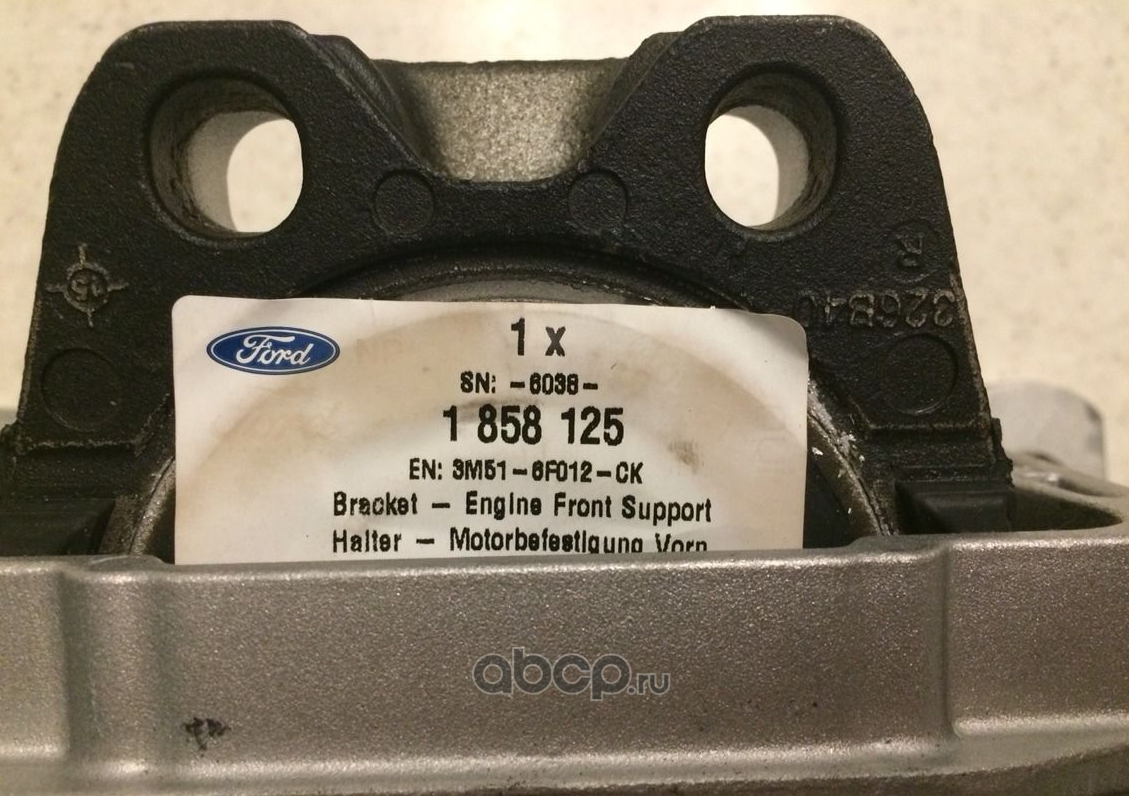 R
326B40
15
Ford
1 x
SN: -6038-
1 858 125
EN: 3M51-6F012-CK
Bracket - Engine Front Support
Halter - Motorbefestigung Vorn
abcp.ru